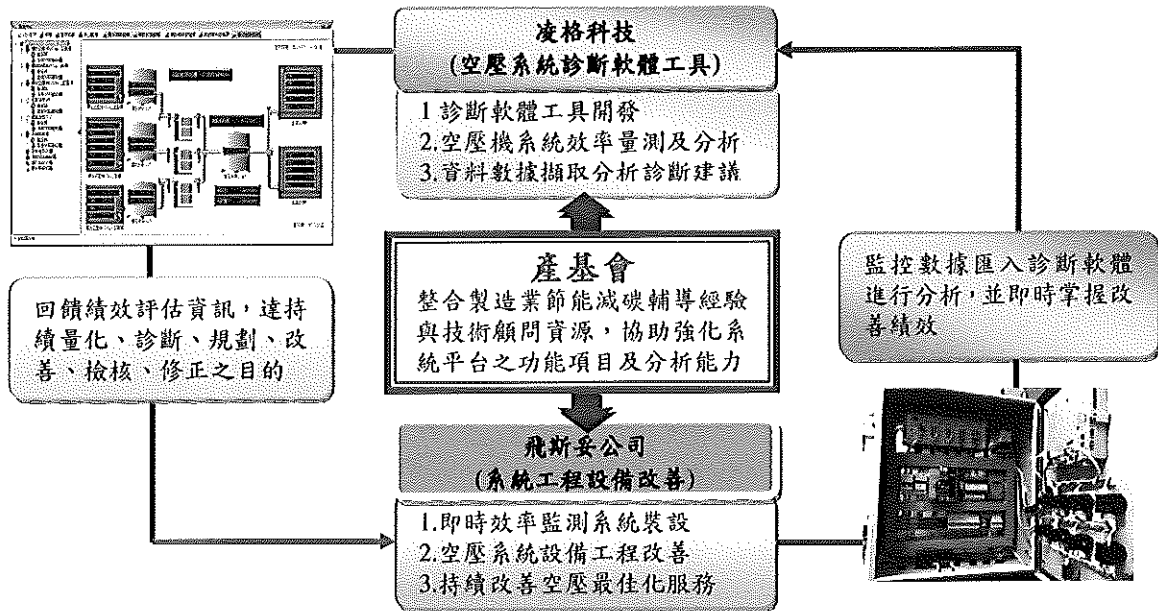 凌格科技
(空壓系統診斷軟體工具)
1 診斷軟體工具開發
2.空壓機系統效率量測及分析
3.資料數據擷取分析診斷建議
產基會
整合製造業節能減碳輔導經驗
與技術顧問資源，協助強化系
統平台之功能項目及分析能力
監控數據匯入診斷軟體
進行分析，並即時掌握改
善績效
回饋績效評估資訊，達持
續量化、診斷、規劃、改
善、檢核、修正之目的
飛斯妥公司
(系統工程設備改善)
1.即時效率監測系統裝設
2.空壓系統設備工程改善
3.持續改善空壓最佳化服務